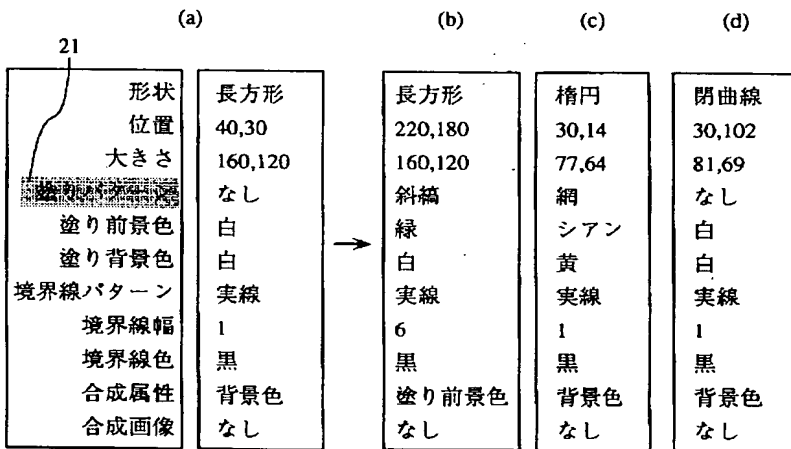 (a) (b) (c) (d)
21
形状 長方形 長方形 楕円 閉曲線
位置 40,30 220,180 30,14 30,102
大きさ 160,120 160,120 77,64 81,69
塗りパターン なし 斜縞 網 なし
塗り前景色 白 緑 シアン 白
塗り背景色 白 白 黄 白
境界線パターン 実線 実線 実線 実線
境界線幅 1 6 1 1
境界線色 黒 黒 黒 黒
合成属性 背景色 塗り前景色 背景色 背景色
合成画像 なし なし なし なし